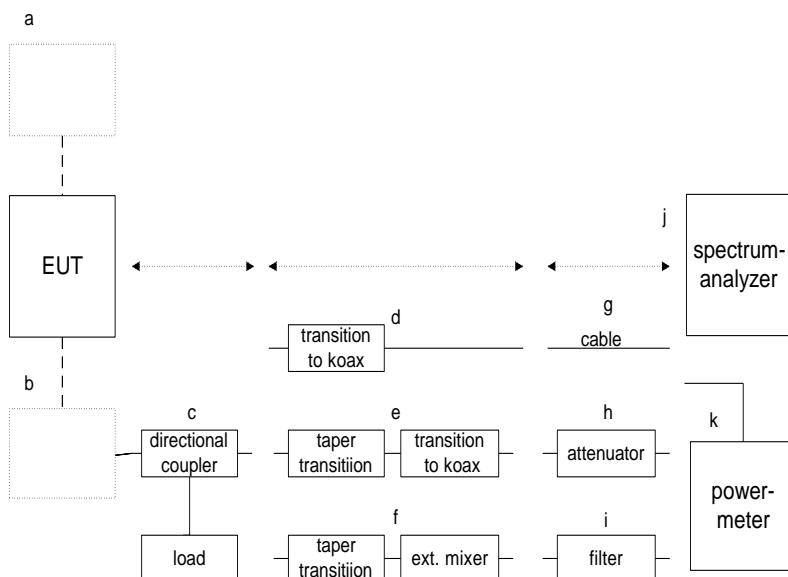 a
j
EUT
spectrum-
analyzer
d
g
transition
to koax
cable
b
c
e
h
k
directional
coupler
taper
transitiion
transition
to koax
attenuator
power-
meter
f
i
load
taper
transitiion
ext. mixer
filter